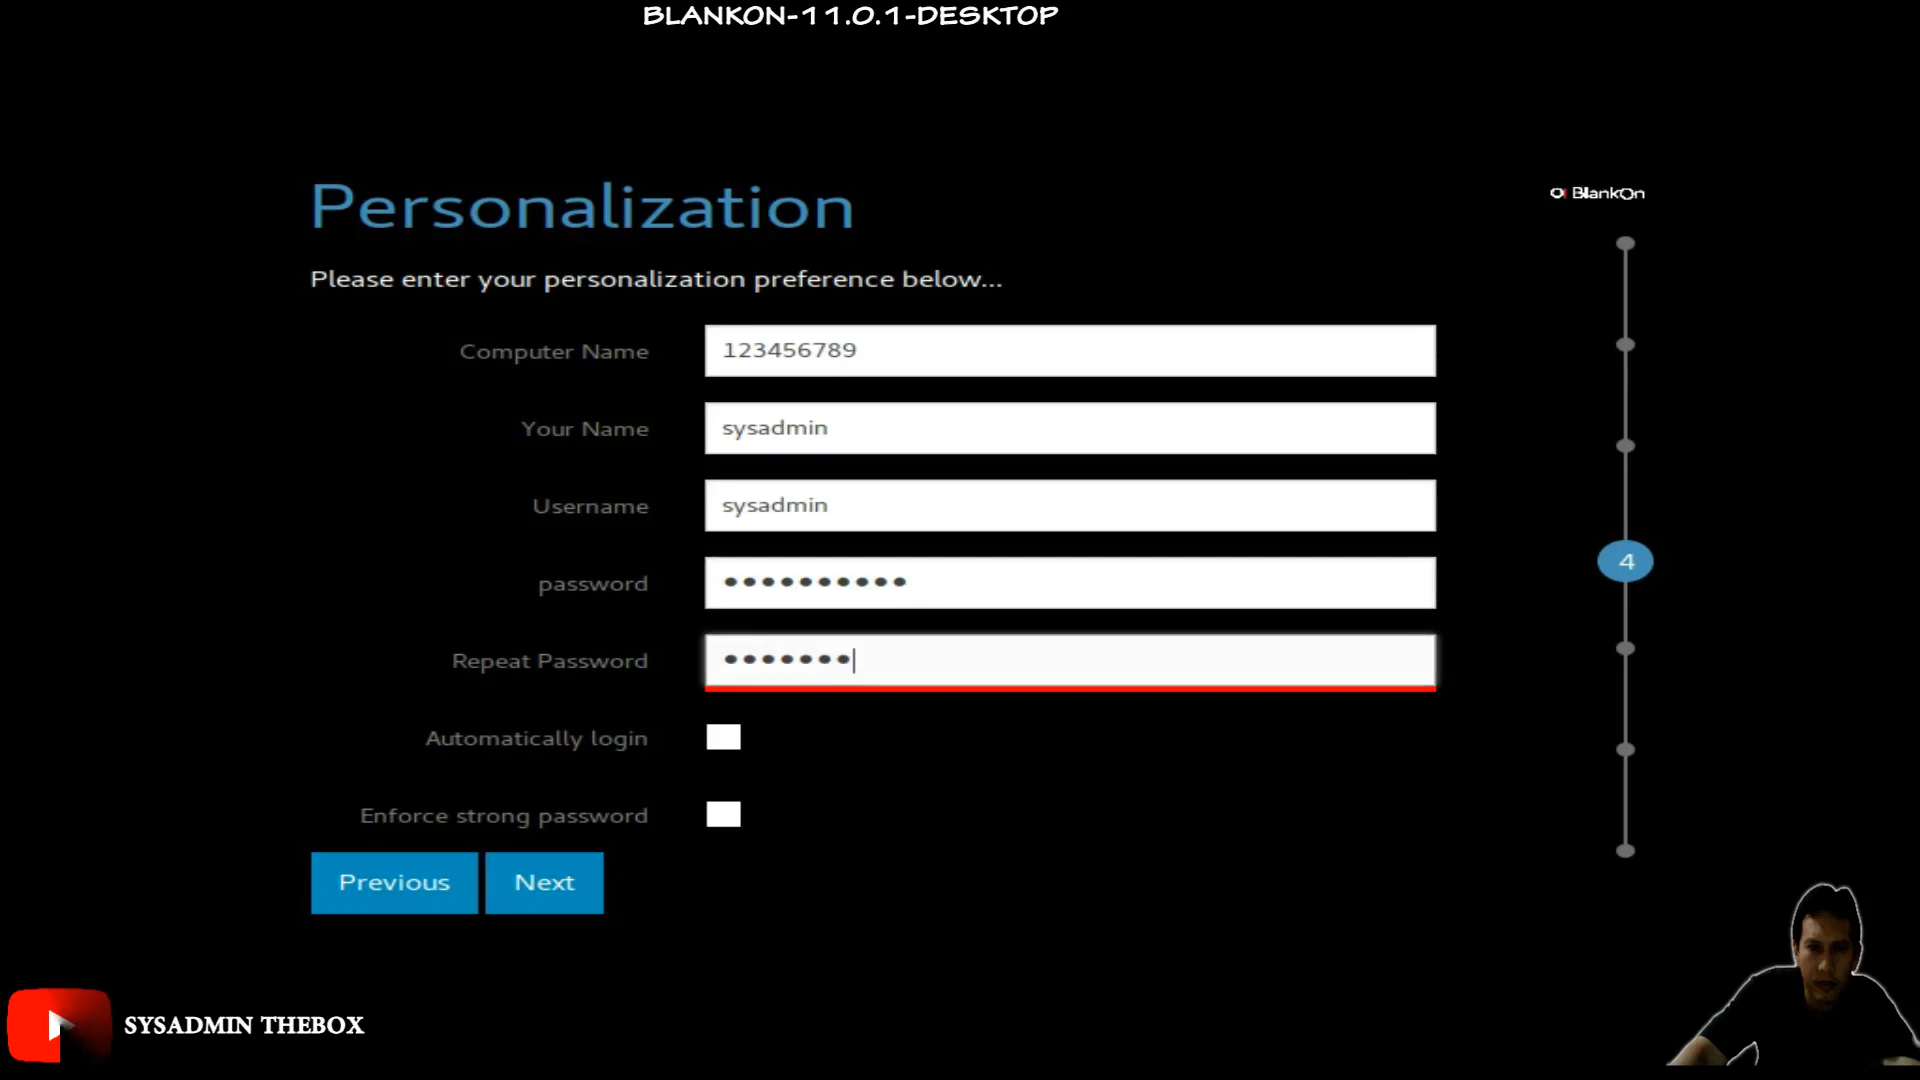 BLANKON-11.0.1-DESKTOP
BlankOn
Personalization
Please enter your personalization preference below...
Computer Name 123456789
Your Name sysadmin
Username sysadmin
password ••••••••••
Repeat Password •••••••
Automatically login
Enforce strong password
4
Previous Next
SYSADMIN THEBOX